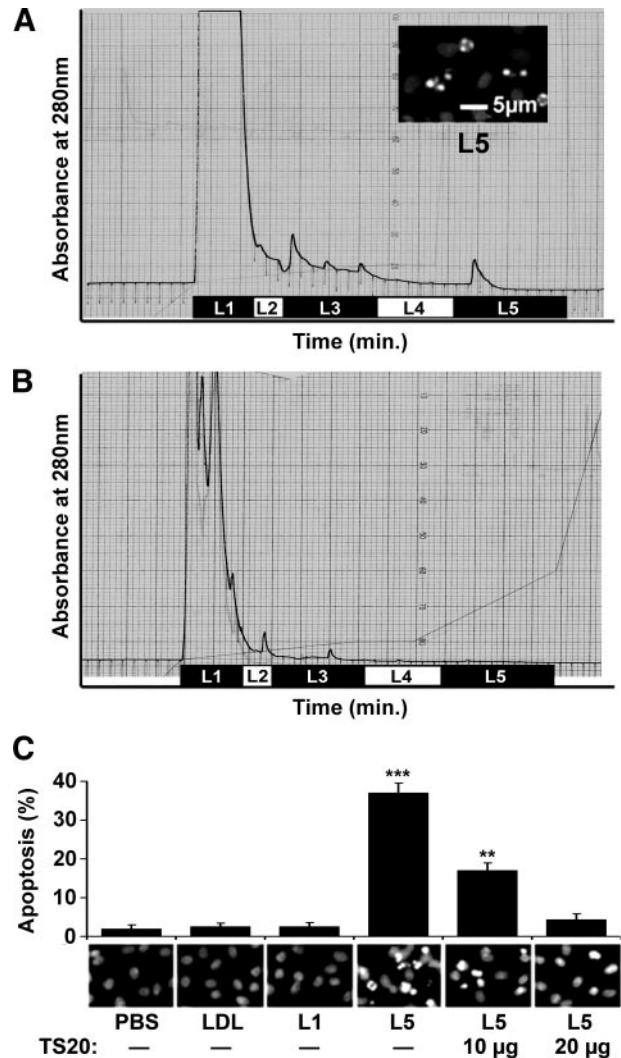 A
Absorbance at 280nm
5µm
L5
L1 L2 L3 L4 L5
Time (min.)
B
Absorbance at 280nm
L1 L2 L3 L4 L5
Time (min.)
C
Apoptosis (%)
40
30
20
10
0
***
**
PBS LDL L1 L5 L5 L5
TS20: — — — — 10 µg 20 µg